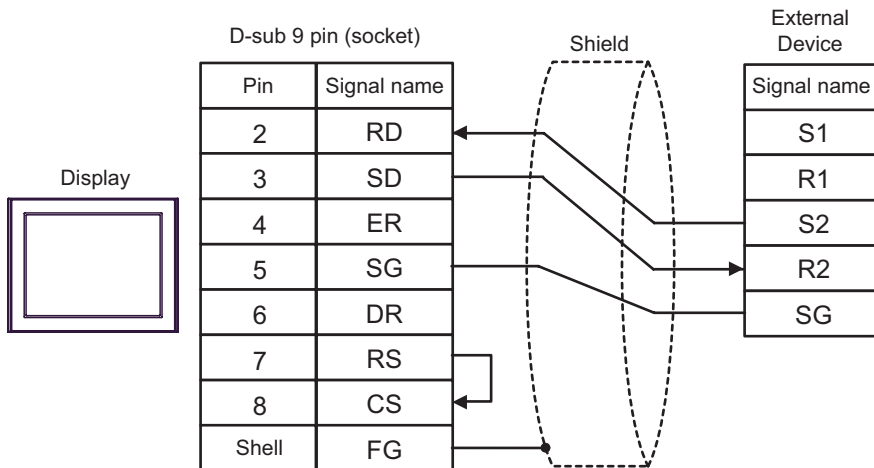 D-sub 9 pin (socket)
Shield
External
Device
Pin Signal name
Signal name
2 RD
S1
3 SD
R1
Display
4 ER
S2
5 SG
R2
6 DR
SG
7 RS
8 CS
Shell FG